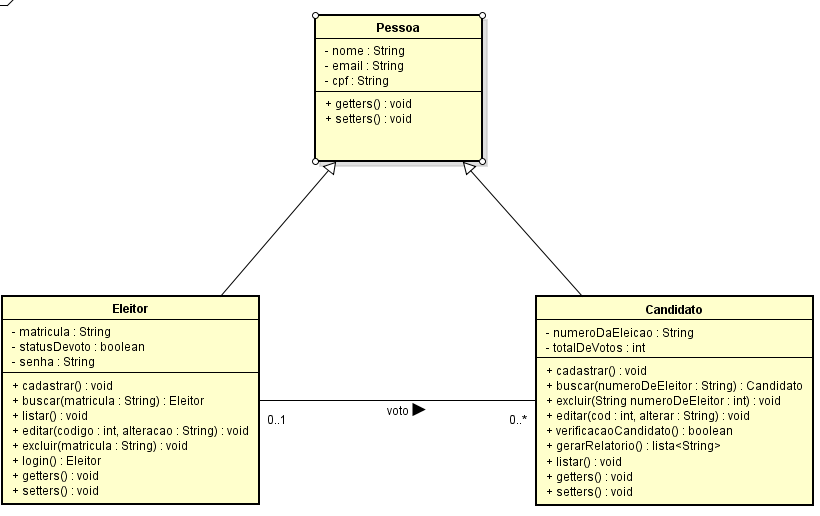 Pessoa
- nome : String
- email : String
- cpf : String
+ getters() : void
+ setters() : void
Eleitor
- matricula : String
- statusDevoto : boolean
- senha : String
+ cadastrar() : void
+ buscar(matricula : String) : Eleitor
+ listar() : void
+ editar(codigo : int, alteracao : String) : void
+ excluir(matricula : String) : void
+ login() : Eleitor
+ getters() : void
+ setters() : void
0..1
voto
0..*
Candidato
- numeroDaEleicao : String
- totalDeVotos : int
+ cadastrar() : void
+ buscar(numeroDeEleitor : String) : Candidato
+ excluir(String numeroDeEleitor : int) : void
+ editar(cod : int, alterar : String) : void
+ verificacaoCandidato() : boolean
+ gerarRelatorio() : lista<String>
+ listar() : void
+ getters() : void
+ setters() : void